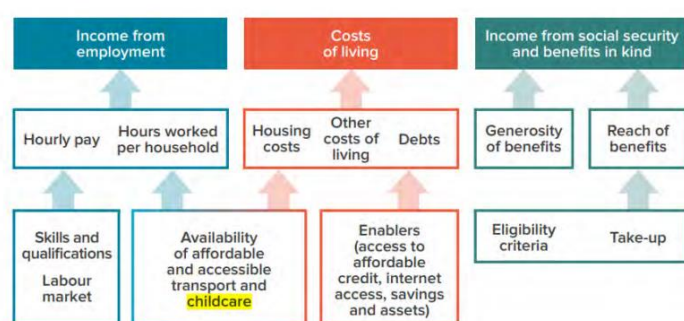 Income from
employment
Costs
of living
Income from social security
and benefits in kind
Hourly pay
Hours worked
per household
Housing
costs
Other
costs of
living
Debts
Generosity
of benefits
Reach of
benefits
Skills and
qualifications
Labour
market
Availability
of affordable
and accessible
transport and
childcare
Enablers
(access to
affordable
credit, internet
access, savings
and assets)
Eligibility
criteria
Take-up